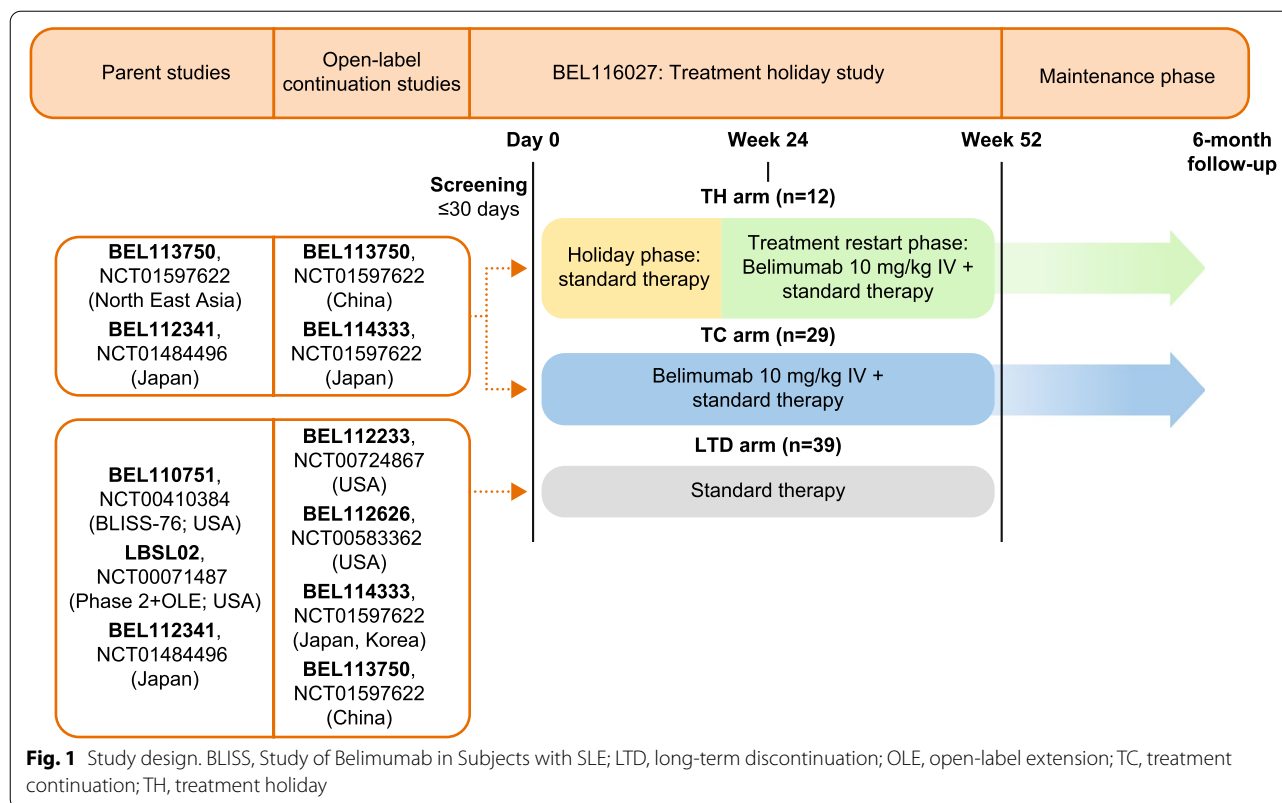 Parent studies
Open-label
continuation studies
BEL116027: Treatment holiday study
Maintenance phase
Day 0
Week 24
Week 52
6-month
follow-up
Screening
≤30 days
TH arm (n=12)
BEL113750,
NCT01597622
(North East Asia)
BEL112341,
NCT01484496
(Japan)
BEL113750,
NCT01597622
(China)
BEL114333,
NCT01597622
(Japan)
Holiday phase:
standard therapy
Treatment restart phase:
Belimumab 10 mg/kg IV +
standard therapy
TC arm (n=29)
Belimumab 10 mg/kg IV +
standard therapy
LTD arm (n=39)
Standard therapy
BEL110751,
NCT00410384
(BLISS-76; USA)
LBSL02,
NCT00071487
(Phase 2+OLE; USA)
BEL112341,
NCT01484496
(Japan)
BEL112233,
NCT00724867
(USA)
BEL112626,
NCT00583362
(USA)
BEL114333,
NCT01597622
(Japan, Korea)
BEL113750,
NCT01597622
(China)
Fig. 1 Study design. BLISS, Study of Belimumab in Subjects with SLE; LTD, long-term discontinuation; OLE, open-label extension; TC, treatment
continuation; TH, treatment holiday